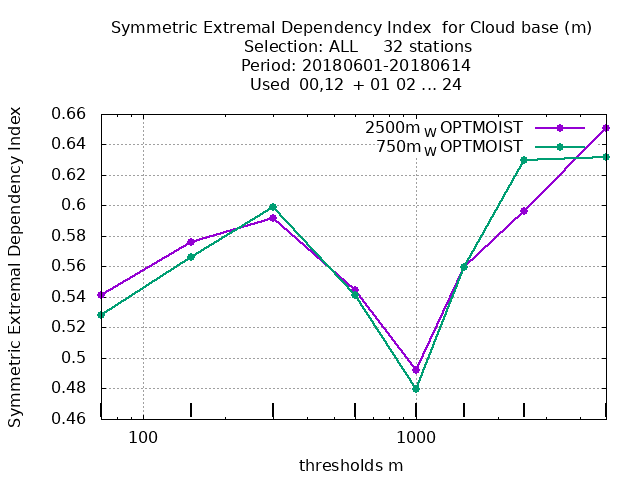 Symmetric Extremal Dependency Index for Cloud base (m)
Selection: ALL 32 stations
Period: 20180601-20180614
Used 00,12 + 01 02 ... 24
Symmetric Extremal Dependency Index
0.66
0.64
0.62
0.6
0.58
0.56
0.54
0.52
0.5
0.48
0.46
2500m W OPTMOIST
750m W OPTMOIST
100
1000
thresholds m